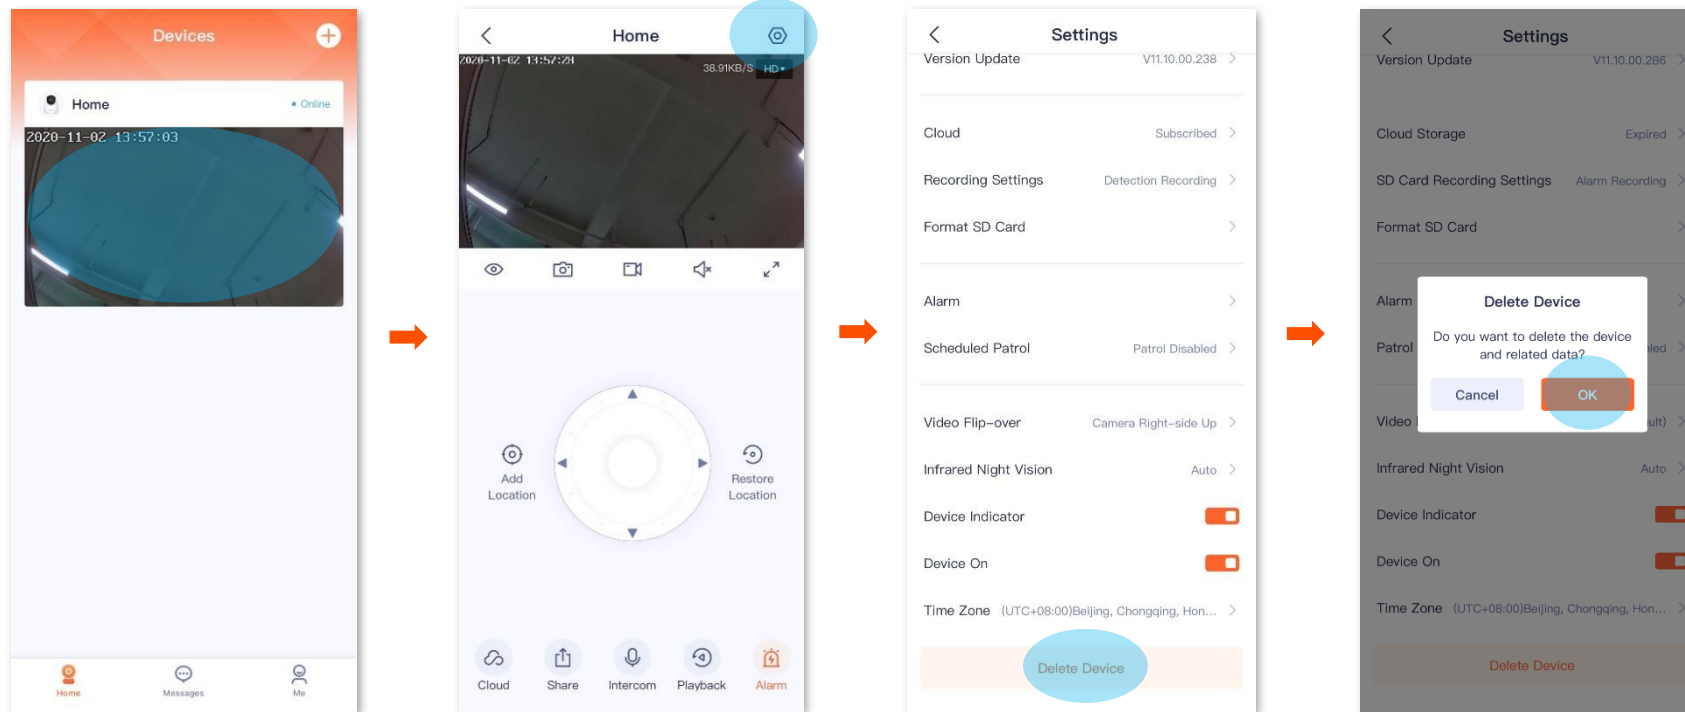 Devices
Home
• Online
2020-11-02 13:57:03
Home
Messages
Me
Home
2020-11-02 13:57:28
38.91KB/S
HD
Add
Location
Restore
Location
Cloud
Share
Intercom
Playback
Alarm
Settings
Version Update V11.10.00.238
Cloud Subscribed
Recording Settings Detection Recording
Format SD Card
Alarm
Scheduled Patrol Patrol Disabled
Video Flip-over Camera Right-side Up
Infrared Night Vision Auto
Device Indicator
Device On
Time Zone (UTC+08:00)Beijing, Chongqing, Hon...
Delete Device
Settings
Version Update V11.10.00.286
Cloud Storage Expired
SD Card Recording Settings Alarm Recording
Format SD Card
Alarm
Patrol
Delete Device
Do you want to delete the device
and related data?
Cancel
OK
Video
Infrared Night Vision Auto
Device Indicator
Device On
Time Zone (UTC+08:00)Beijing, Chongqing, Hon...
Delete Device